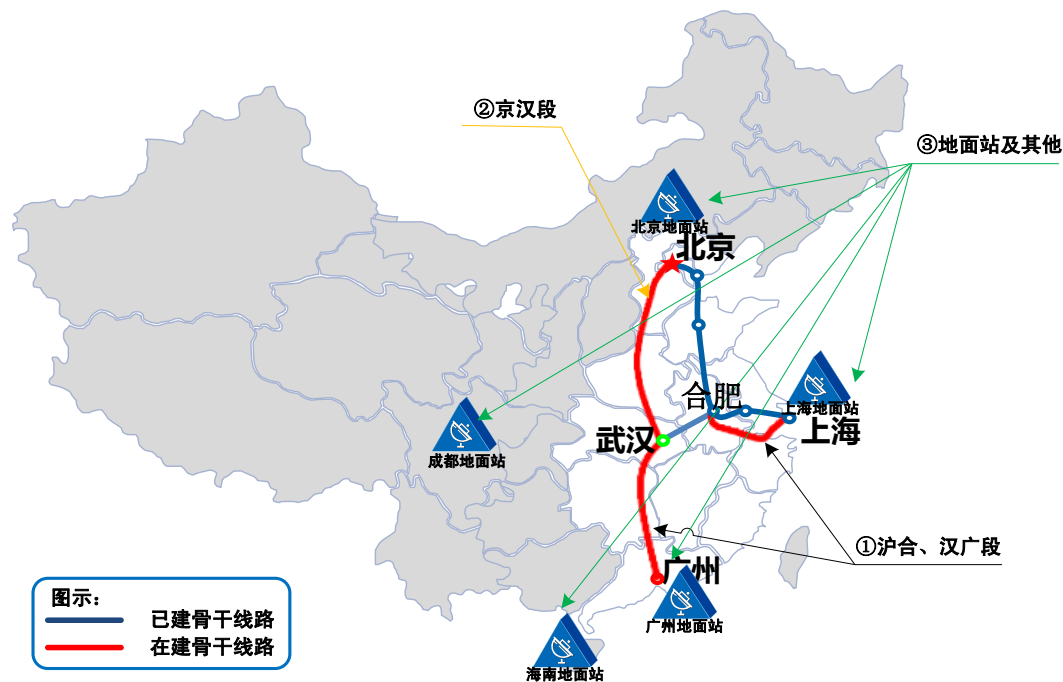 ②京汉段
③地面站及其他
北京地面站
北京
合肥
上海地面站
上海
武汉
成都地面站
①沪合、汉广段
广州
广州地面站
海南地面站
图示：
已建骨干线路
在建骨干线路